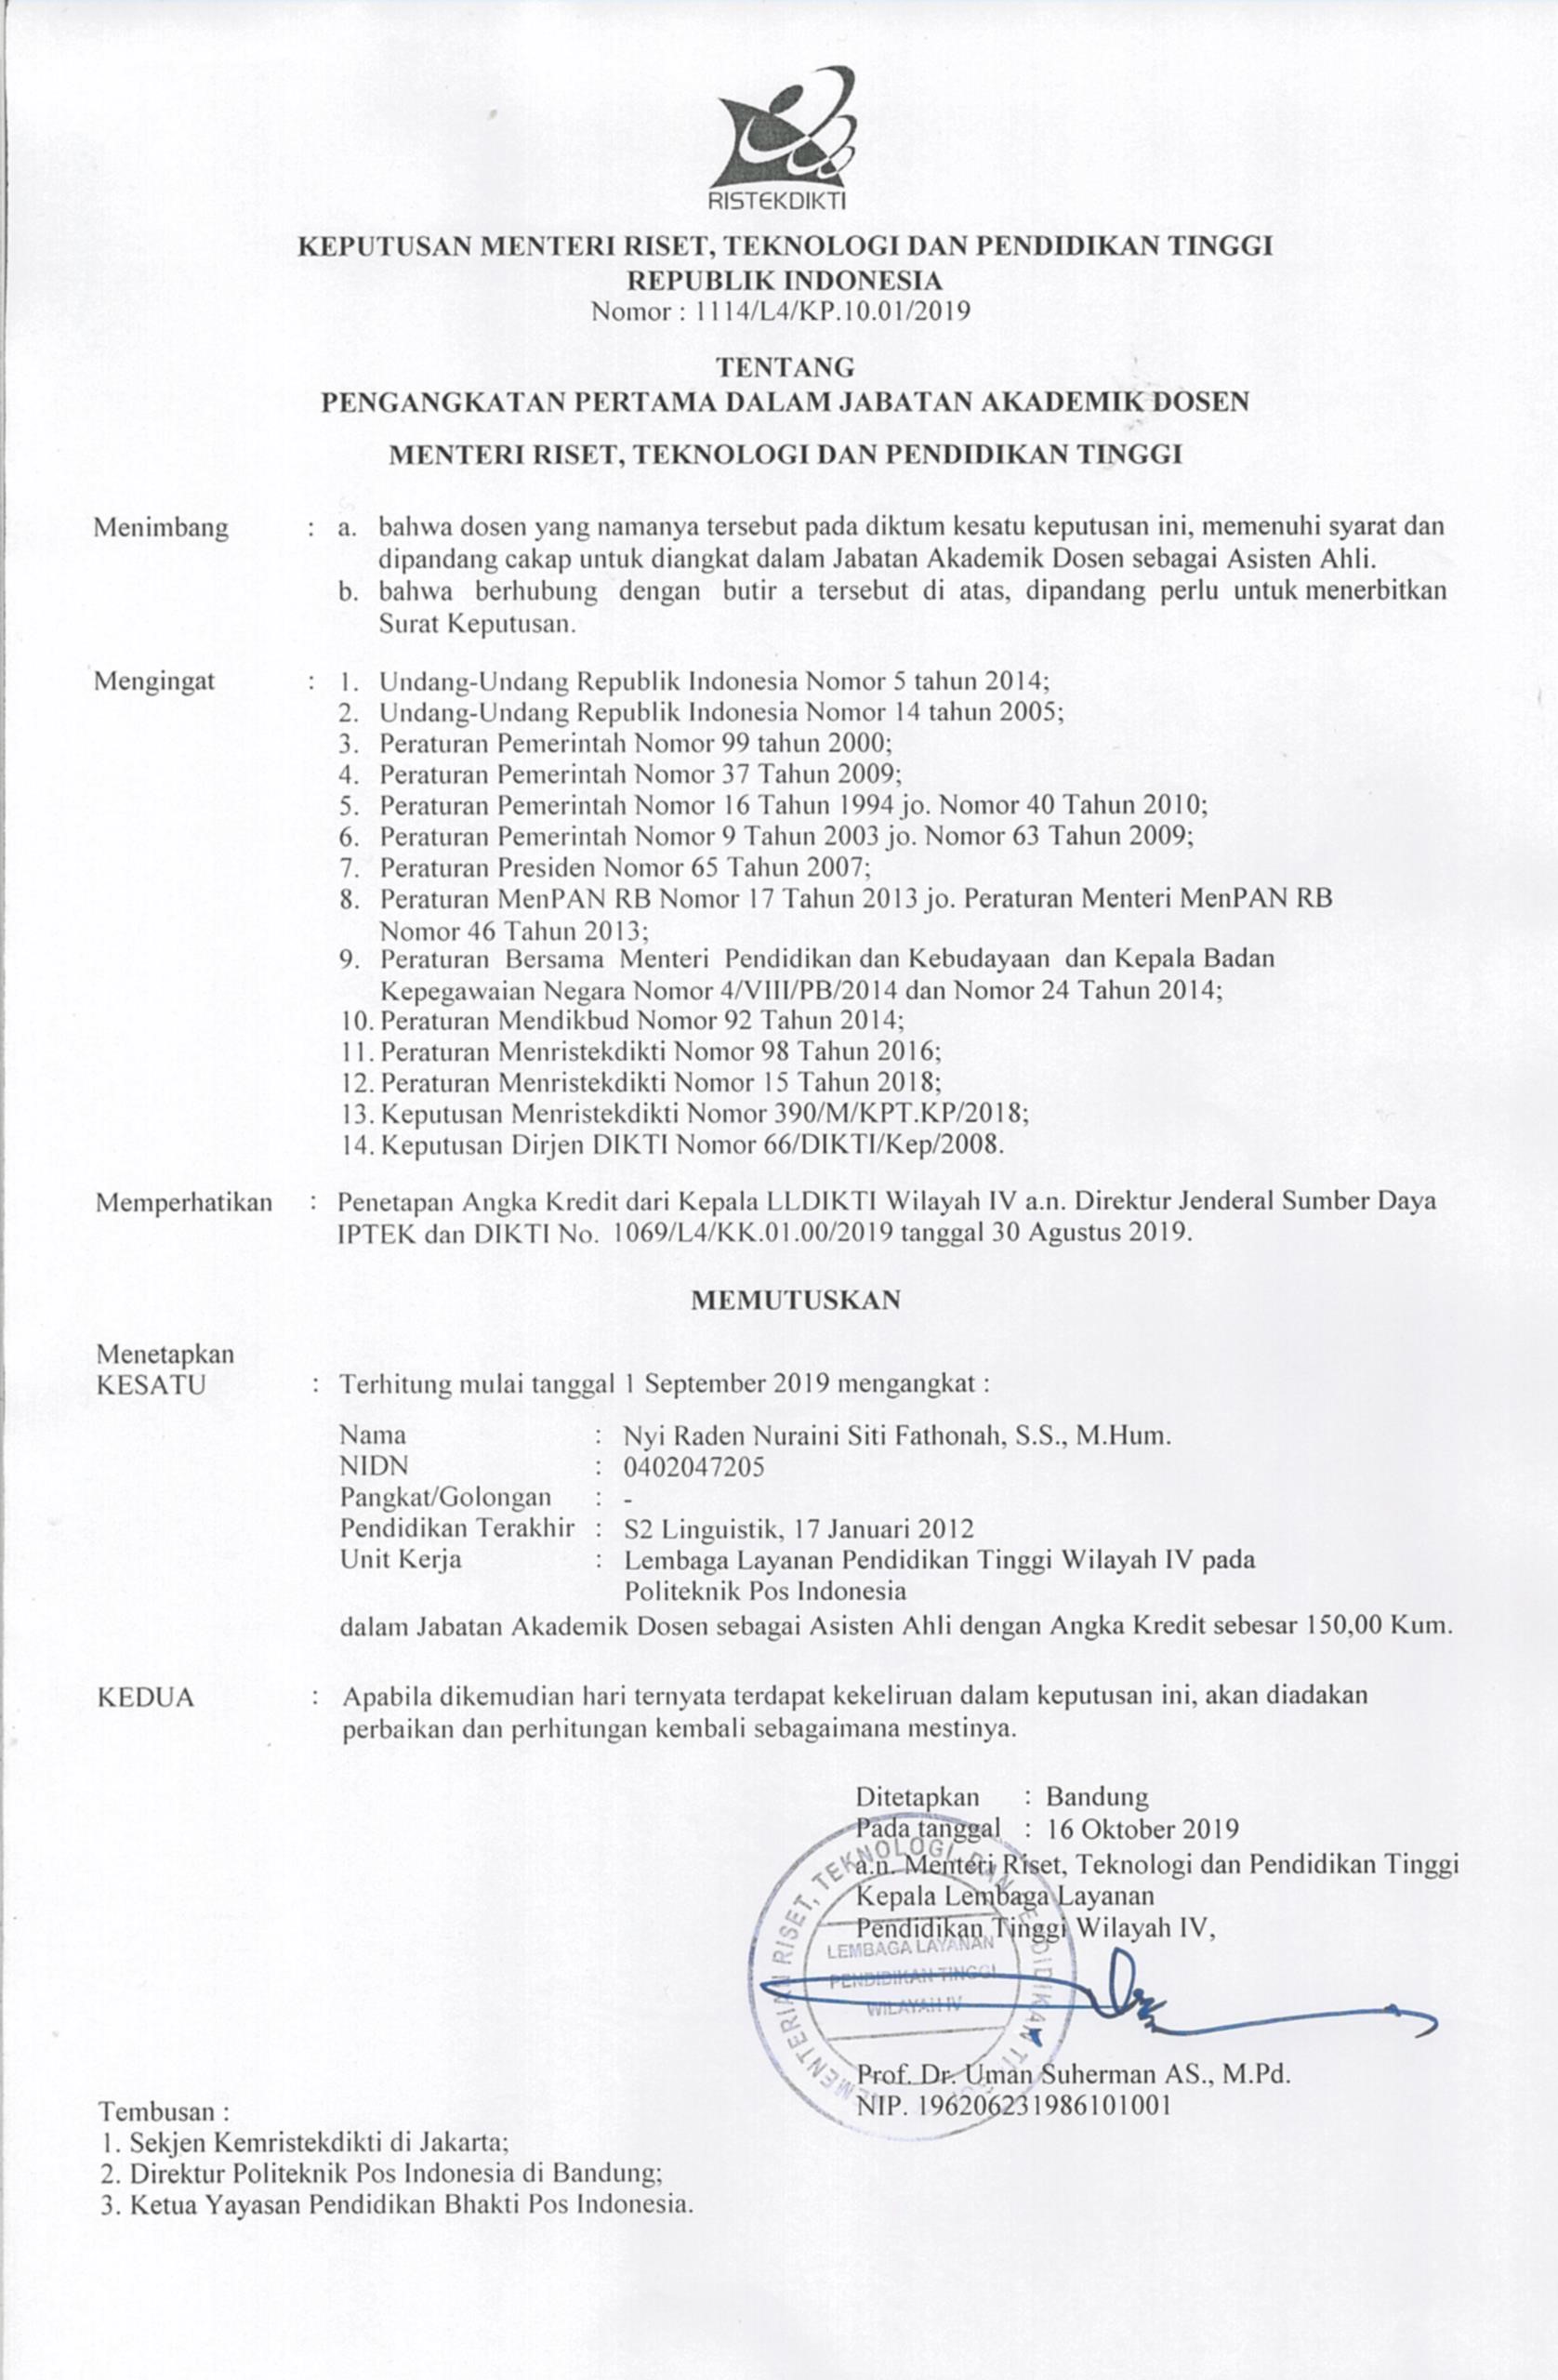 RISTEKDIKTI
KEPUTUSAN MENTERI RISET, TEKNOLOGI DAN PENDIDIKAN TINGGI
REPUBLIK INDONESIA
Nomor : 1114/L4/KP.10.01/2019
TENTANG
PENGANGKATAN PERTAMA DALAM JABATAN AKADEMIK DOSEN
MENTERI RISET, TEKNOLOGI DAN PENDIDIKAN TINGGI
Menimbang : a. bahwa dosen yang namanya tersebut pada diktum kesatu keputusan ini, memenuhi syarat dan
dipandang cakap untuk diangkat dalam Jabatan Akademik Dosen sebagai Asisten Ahli.
b. bahwa berhubung dengan butir a tersebut di atas, dipandang perlu untuk menerbitkan
Surat Keputusan.
Mengingat : 1. Undang-Undang Republik Indonesia Nomor 5 tahun 2014;
2. Undang-Undang Republik Indonesia Nomor 14 tahun 2005;
3. Peraturan Pemerintah Nomor 99 tahun 2000;
4. Peraturan Pemerintah Nomor 37 Tahun 2009;
5. Peraturan Pemerintah Nomor 16 Tahun 1994 jo. Nomor 40 Tahun 2010;
6. Peraturan Pemerintah Nomor 9 Tahun 2003 jo. Nomor 63 Tahun 2009;
7. Peraturan Presiden Nomor 65 Tahun 2007;
8. Peraturan MenPAN RB Nomor 17 Tahun 2013 jo. Peraturan Menteri MenPAN RB
Nomor 46 Tahun 2013;
9. Peraturan Bersama Menteri Pendidikan dan Kebudayaan dan Kepala Badan
Kepegawaian Negara Nomor 4/VIII/PB/2014 dan Nomor 24 Tahun 2014;
10. Peraturan Mendikbud Nomor 92 Tahun 2014;
11. Peraturan Menristekdikti Nomor 98 Tahun 2016;
12. Peraturan Menristekdikti Nomor 15 Tahun 2018;
13. Keputusan Menristekdikti Nomor 390/M/KPT.KP/2018;
14. Keputusan Dirjen DIKTI Nomor 66/DIKTI/Kep/2008.
Memperhatikan : Penetapan Angka Kredit dari Kepala LLDIKTI Wilayah IV a.n. Direktur Jenderal Sumber Daya
IPTEK dan DIKTI No. 1069/L4/KK.01.00/2019 tanggal 30 Agustus 2019.
MEMUTUSKAN
Menetapkan
KESATU : Terhitung mulai tanggal 1 September 2019 mengangkat :
Nama : Nyi Raden Nuraini Siti Fathonah, S.S., M.Hum.
NIDN : 0402047205
Pangkat/Golongan : -
Pendidikan Terakhir : S2 Linguistik, 17 Januari 2012
Unit Kerja : Lembaga Layanan Pendidikan Tinggi Wilayah IV pada
Politeknik Pos Indonesia
dalam Jabatan Akademik Dosen sebagai Asisten Ahli dengan Angka Kredit sebesar 150,00 Kum.
KEDUA : Apabila dikemudian hari ternyata terdapat kekeliruan dalam keputusan ini, akan diadakan
perbaikan dan perhitungan kembali sebagaimana mestinya.
Ditetapkan : Bandung
Pada tanggal : 16 Oktober 2019
a.n. Menteri Riset, Teknologi dan Pendidikan Tinggi
Kepala Lembaga Layanan
Pendidikan Tinggi Wilayah IV,
LEMBAGA LAYANAN
PENDIDIKAN TINGGI
WILAYAH IV
Prof. Dr. Uman Suherman AS., M.Pd.
NIP. 196206231986101001
Tembusan :
1. Sekjen Kemristekdikti di Jakarta;
2. Direktur Politeknik Pos Indonesia di Bandung;
3. Ketua Yayasan Pendidikan Bhakti Pos Indonesia.